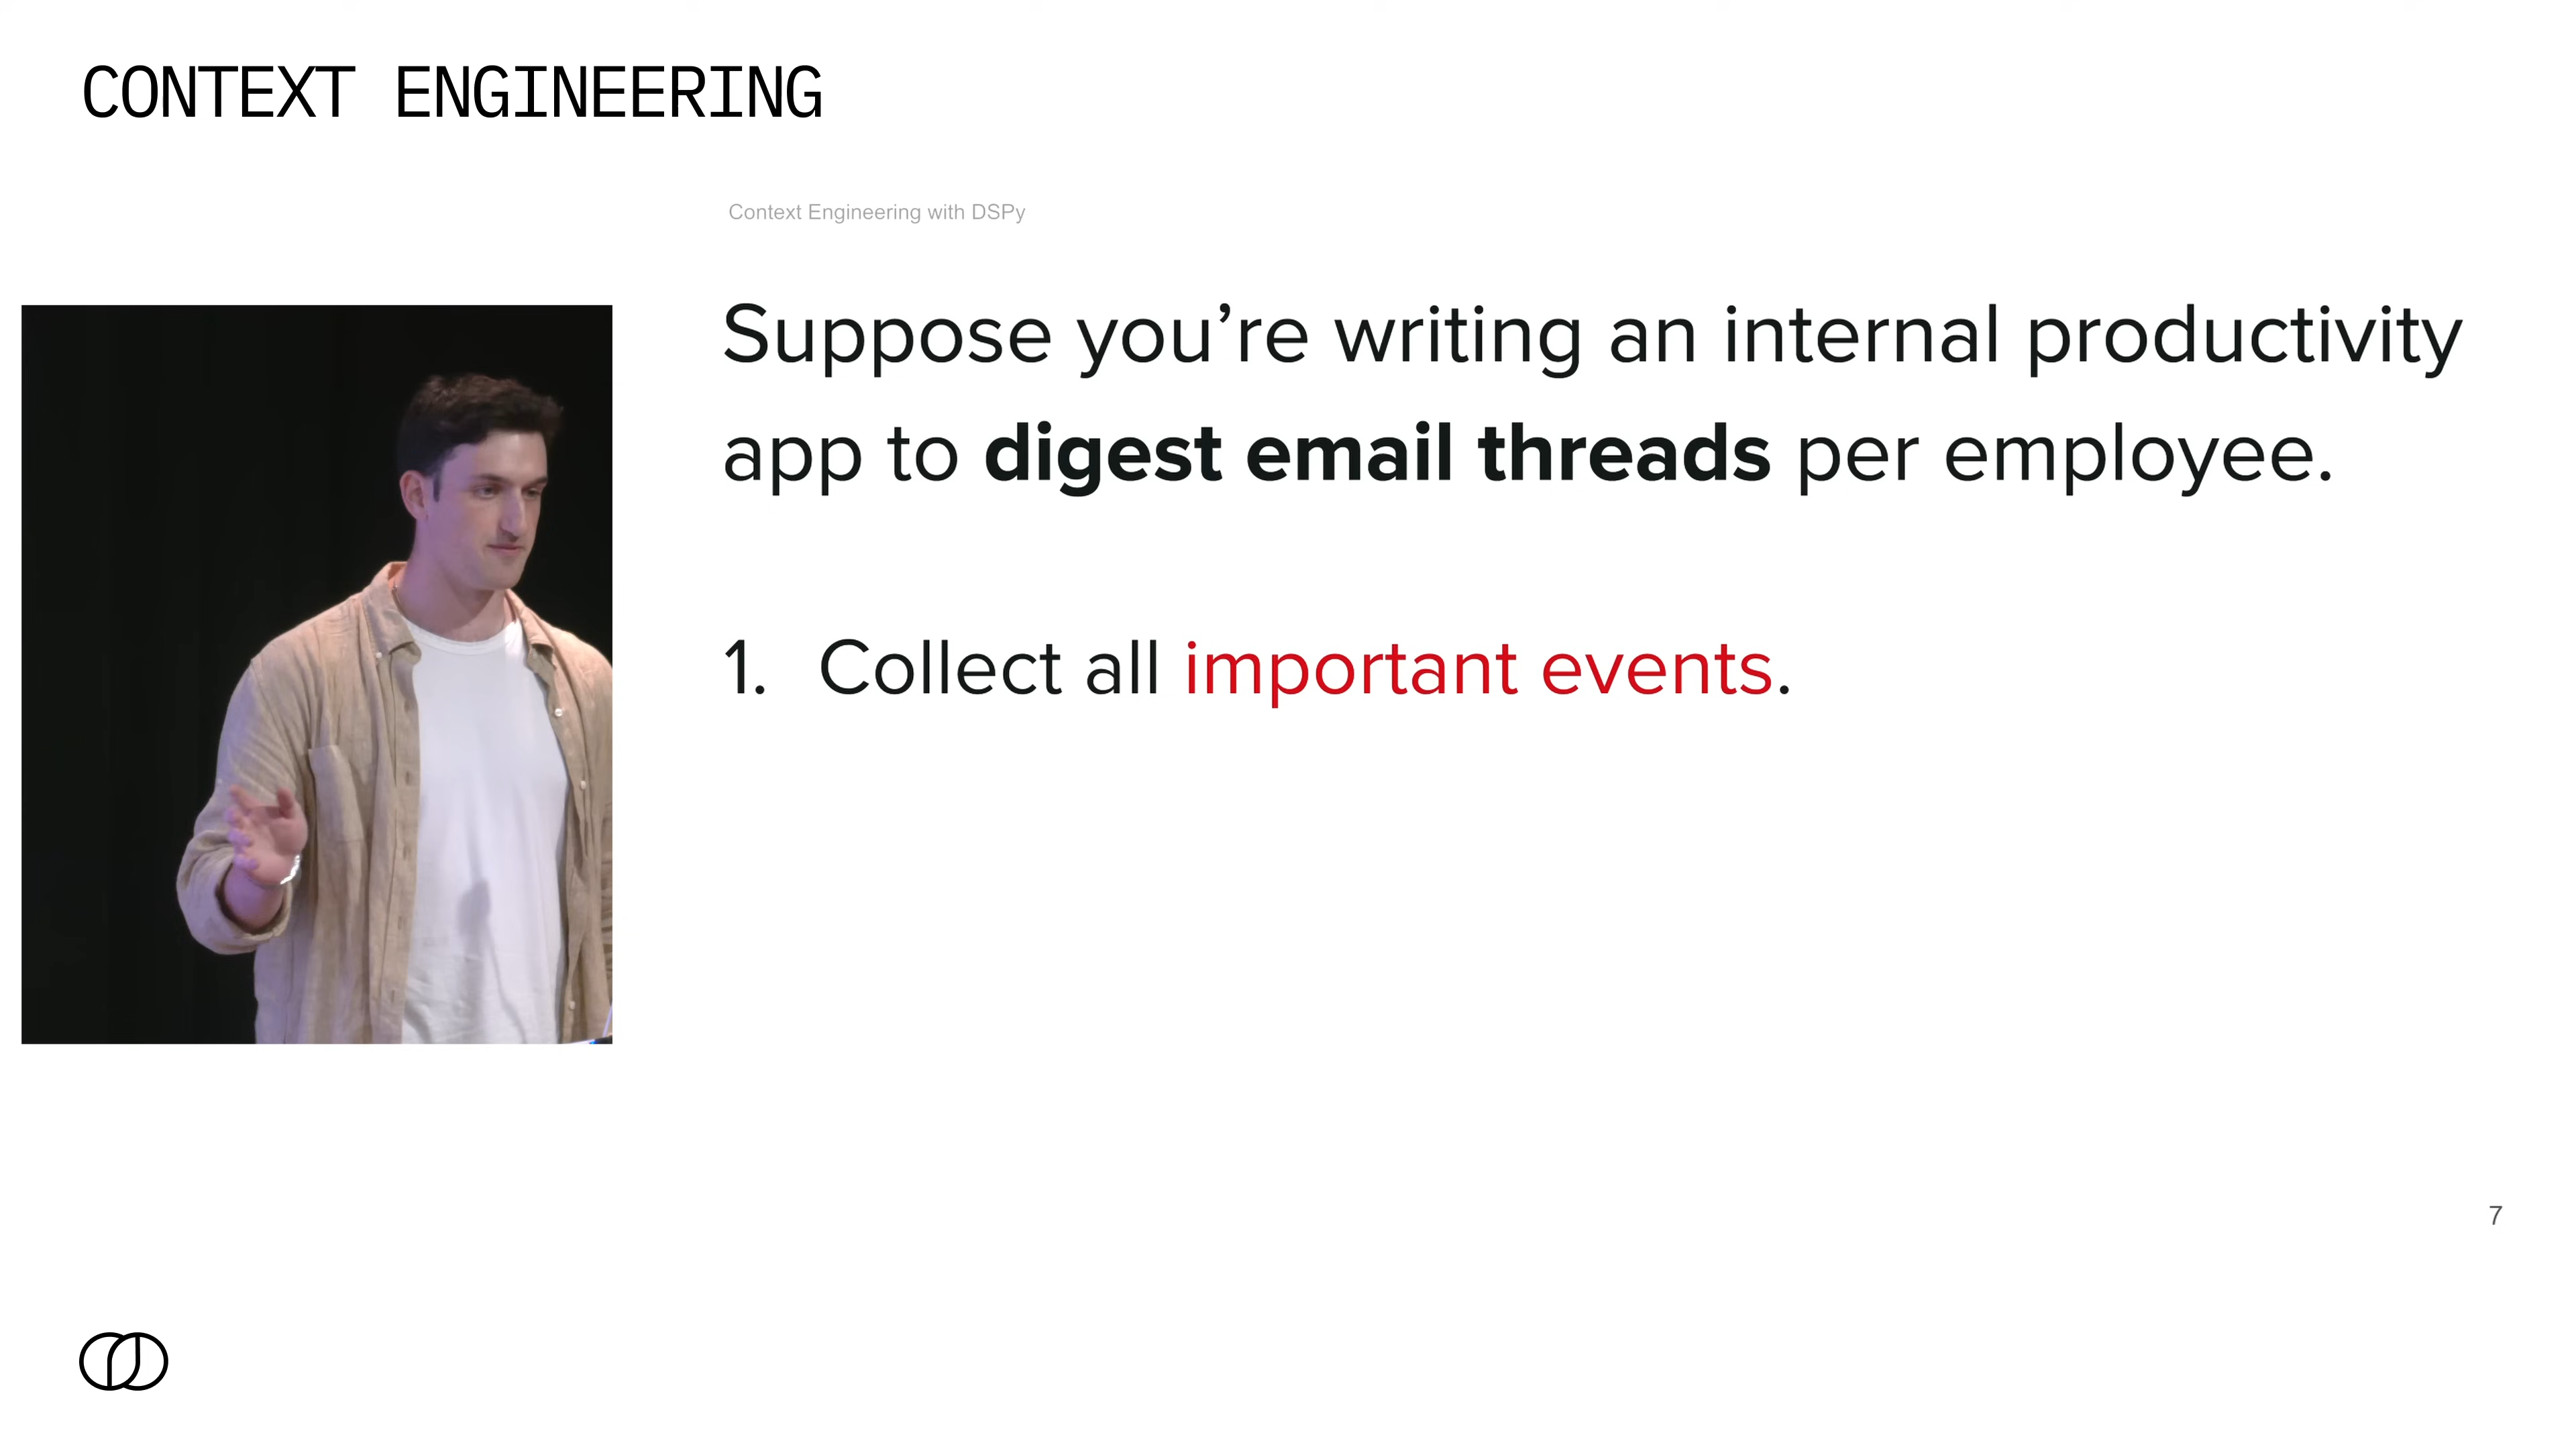 CONTEXT ENGINEERING
Context Engineering with DSPy
Suppose you’re writing an internal productivity
app to digest email threads per employee.
1. Collect all important events.
7